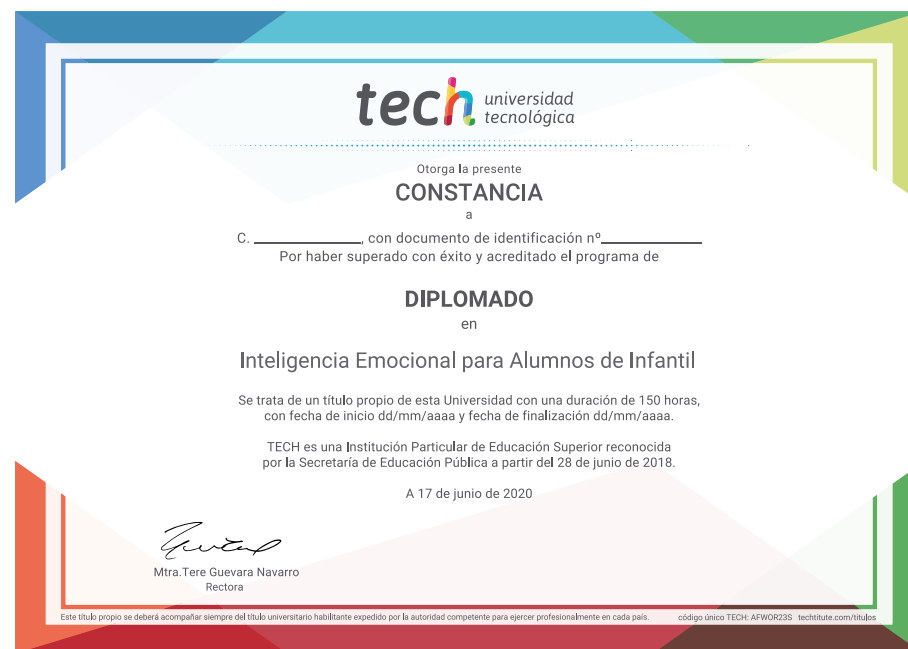 tech universidad
tecnológica
Otorga la presente
CONSTANCIA
a
C. ____________, con documento de identificación nº____________
Por haber superado con éxito y acreditado el programa de
DIPLOMADO
en
Inteligencia Emocional para Alumnos de Infantil
Se trata de un título propio de esta Universidad con una duración de 150 horas,
con fecha de inicio dd/mm/aaaa y fecha de finalización dd/mm/aaaa.
TECH es una Institución Particular de Educación Superior reconocida
por la Secretaría de Educación Pública a partir del 28 de junio de 2018.
A 17 de junio de 2020
Mtra.Tere Guevara Navarro
Rectora
Este título propio se deberá acompañar siempre del título universitario habilitante expedido por la autoridad competente para ejercer profesionalmente en cada país. código único TECH: AFWOR23S techtitute.com/titulos